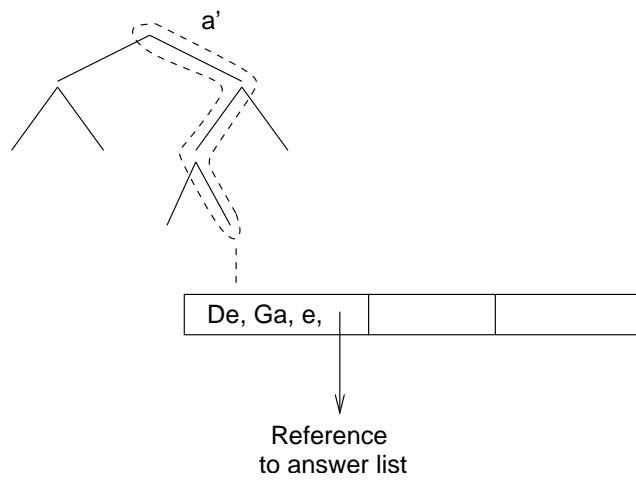 a’
De, Ga, e,
Reference
to answer list